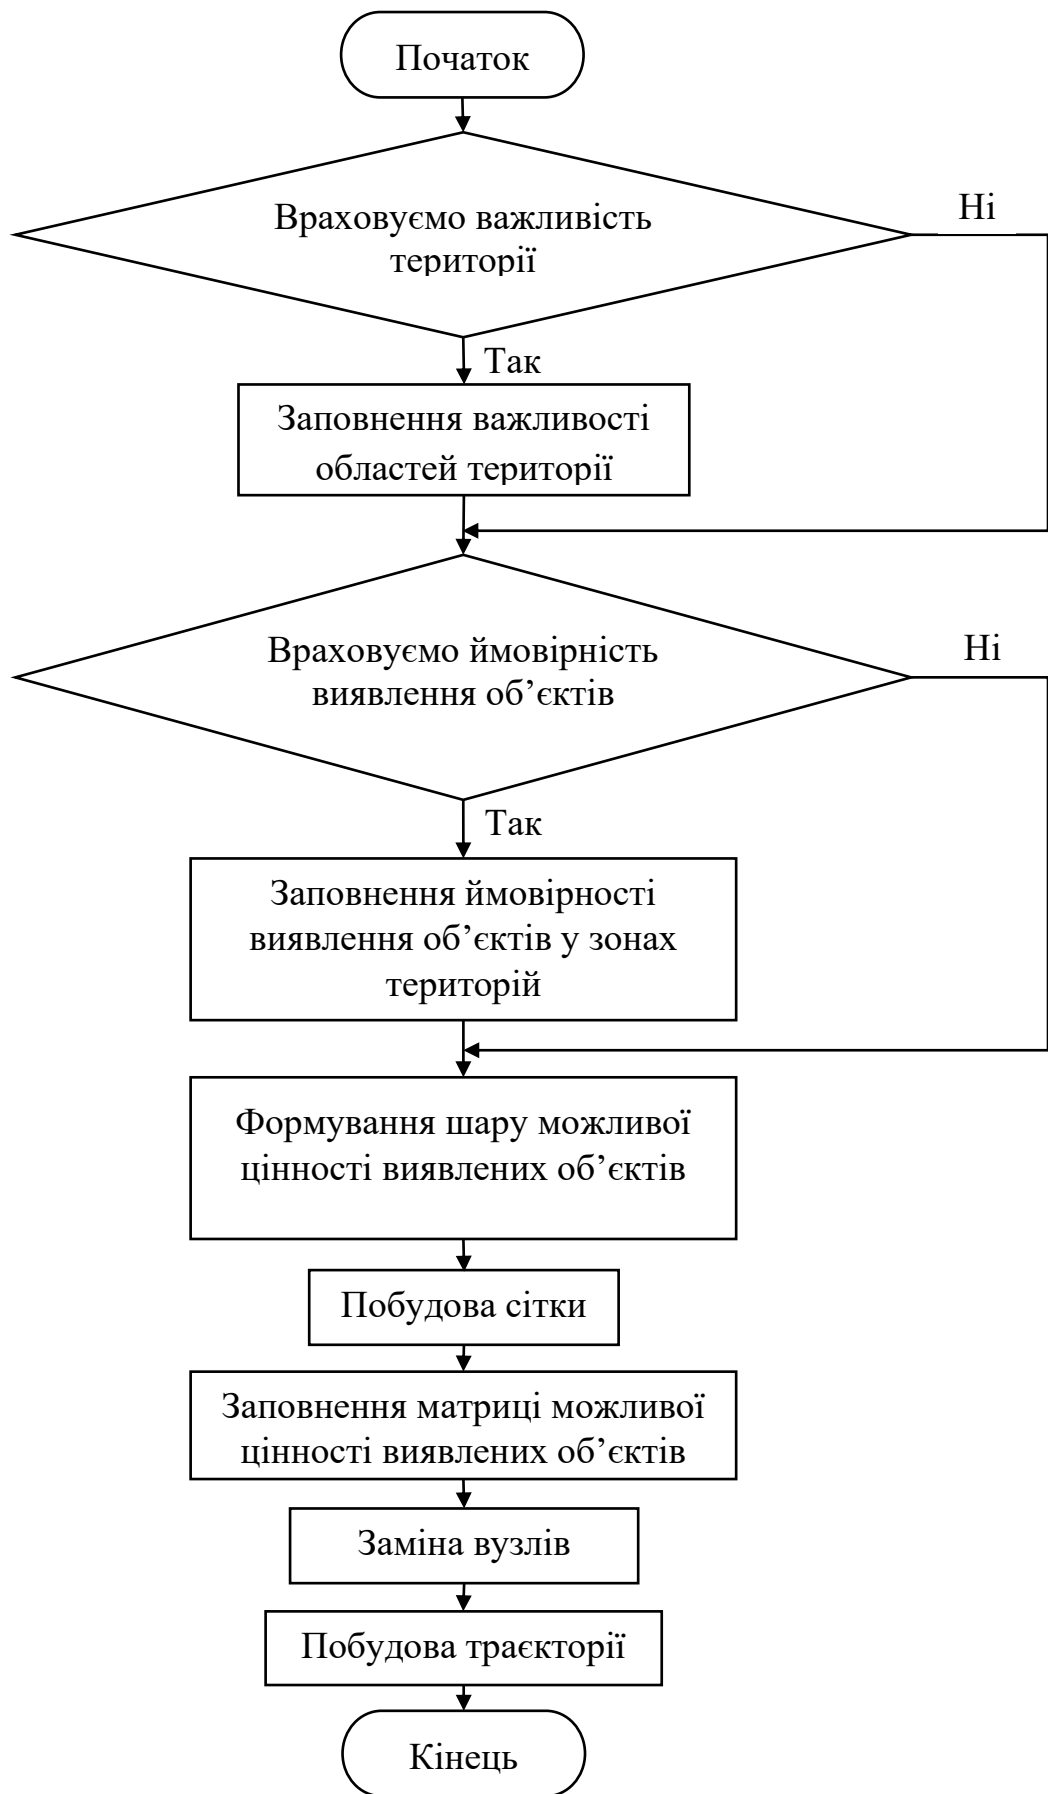 Початок
Враховуємо важливість
території
Ні
Так
Заповнення важливості
областей території
Враховуємо ймовірність
виявлення об’єктів
Ні
Так
Заповнення ймовірності
виявлення об’єктів у зонах
територій
Формування шару можливої
цінності виявлених об’єктів
Побудова сітки
Заповнення матриці можливої
цінності виявлених об’єктів
Заміна вузлів
Побудова траєкторії
Кінець